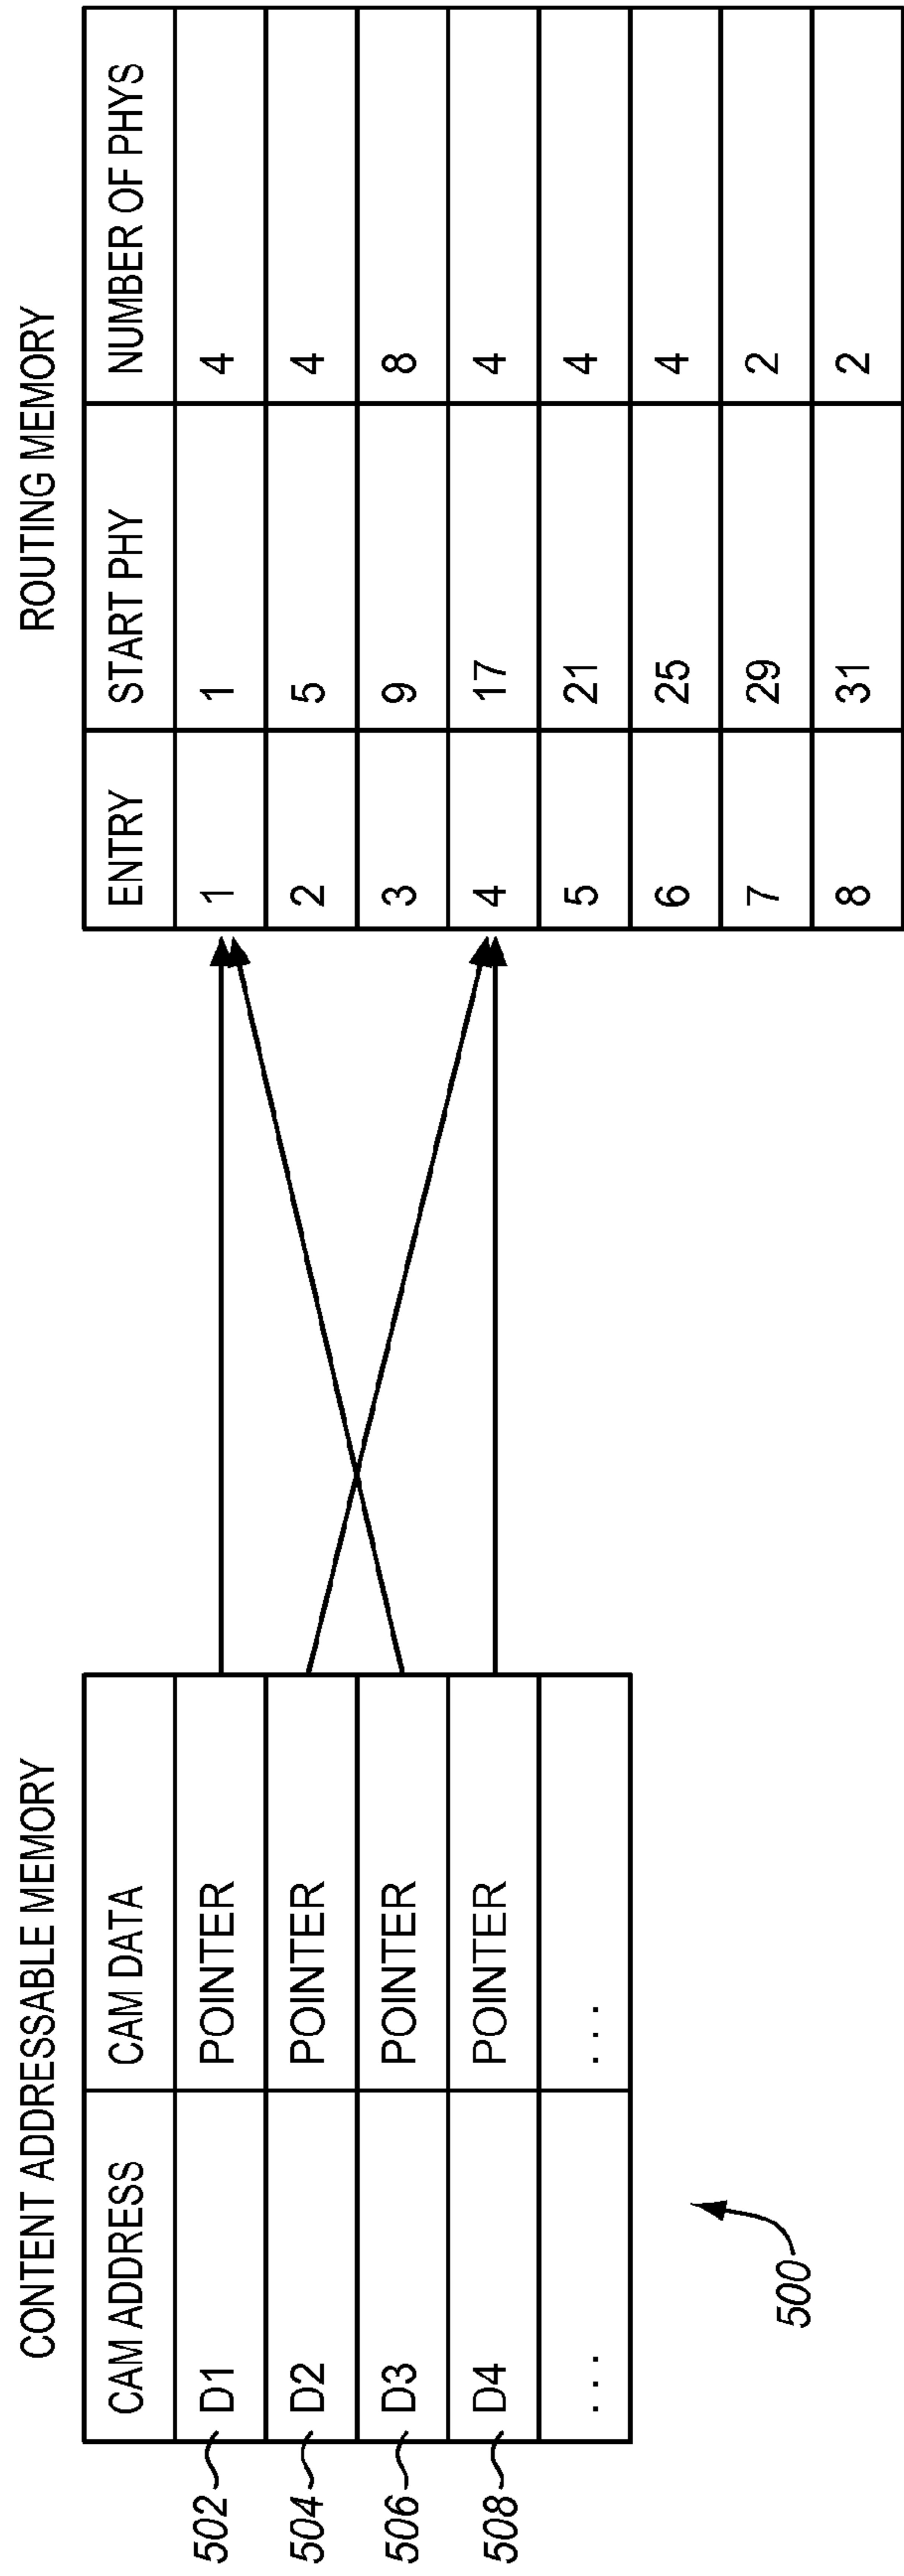 CONTENT ADDRESSABLE MEMORY
CAM ADDRESS CAM DATA
502 D1 POINTER
504 D2 POINTER
506 D3 POINTER
508 D4 POINTER
... ...
500
ROUTING MEMORY
ENTRY START PHY NUMBER OF PHYS
1 1 4
2 5 4
3 9 8
4 17 4
5 21 4
6 25 4
7 29 2
8 31 2